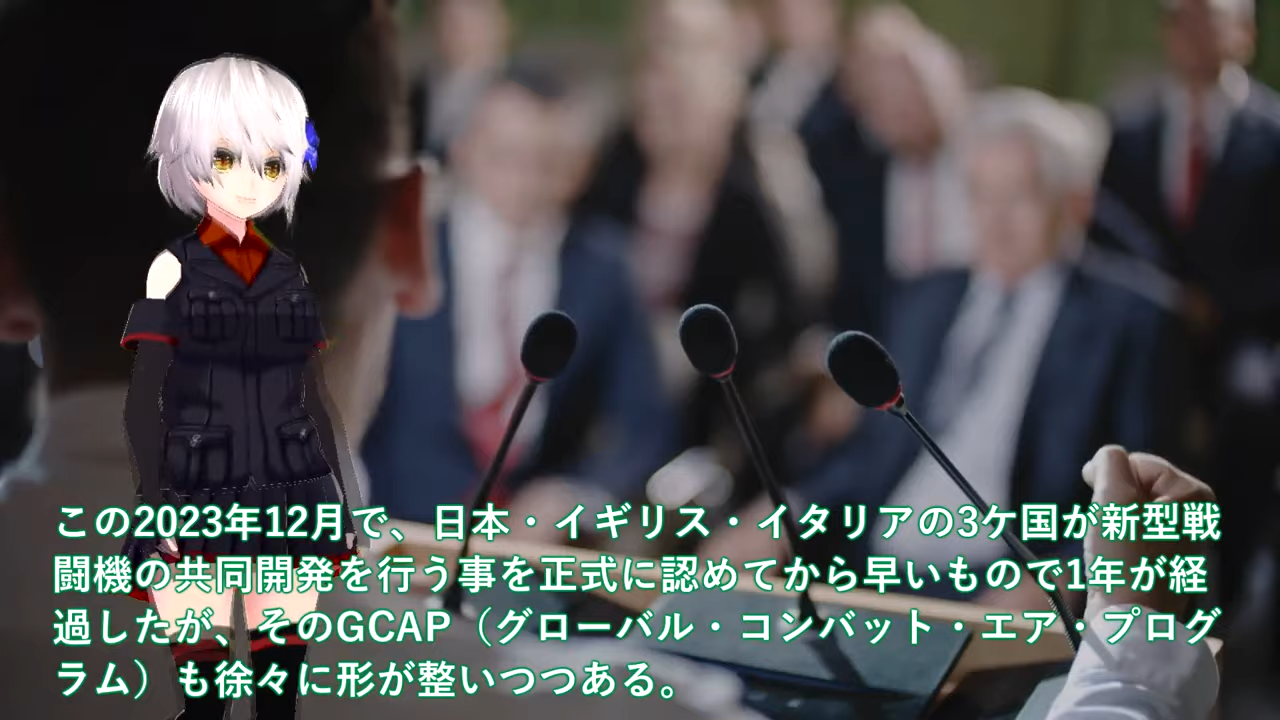 この2023年12月で、日本・イギリス・イタリアの3ケ国が新型戦
闘機の共同開発を行う事を正式に認めてから早いもので1年が経
過したが、そのGCAP（グローバル・コンバット・エア・プログ
ラム）も徐々に形が整いつつある。